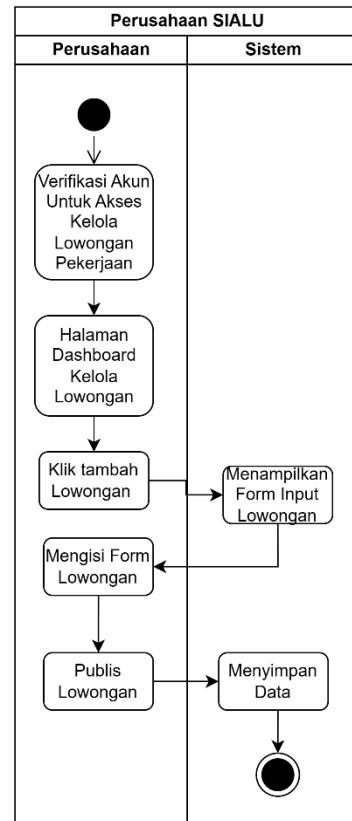 Perusahaan SIALU
Perusahaan
Sistem
Verifikasi Akun
Untuk Akses
Kelola
Lowongan
Pekerjaan
Halaman
Dashboard
Kelola
Lowongan
Klik tambah
Lowongan
Menampilkan
Form Input
Lowongan
Mengisi Form
Lowongan
Publis
Lowongan
Menyimpan
Data